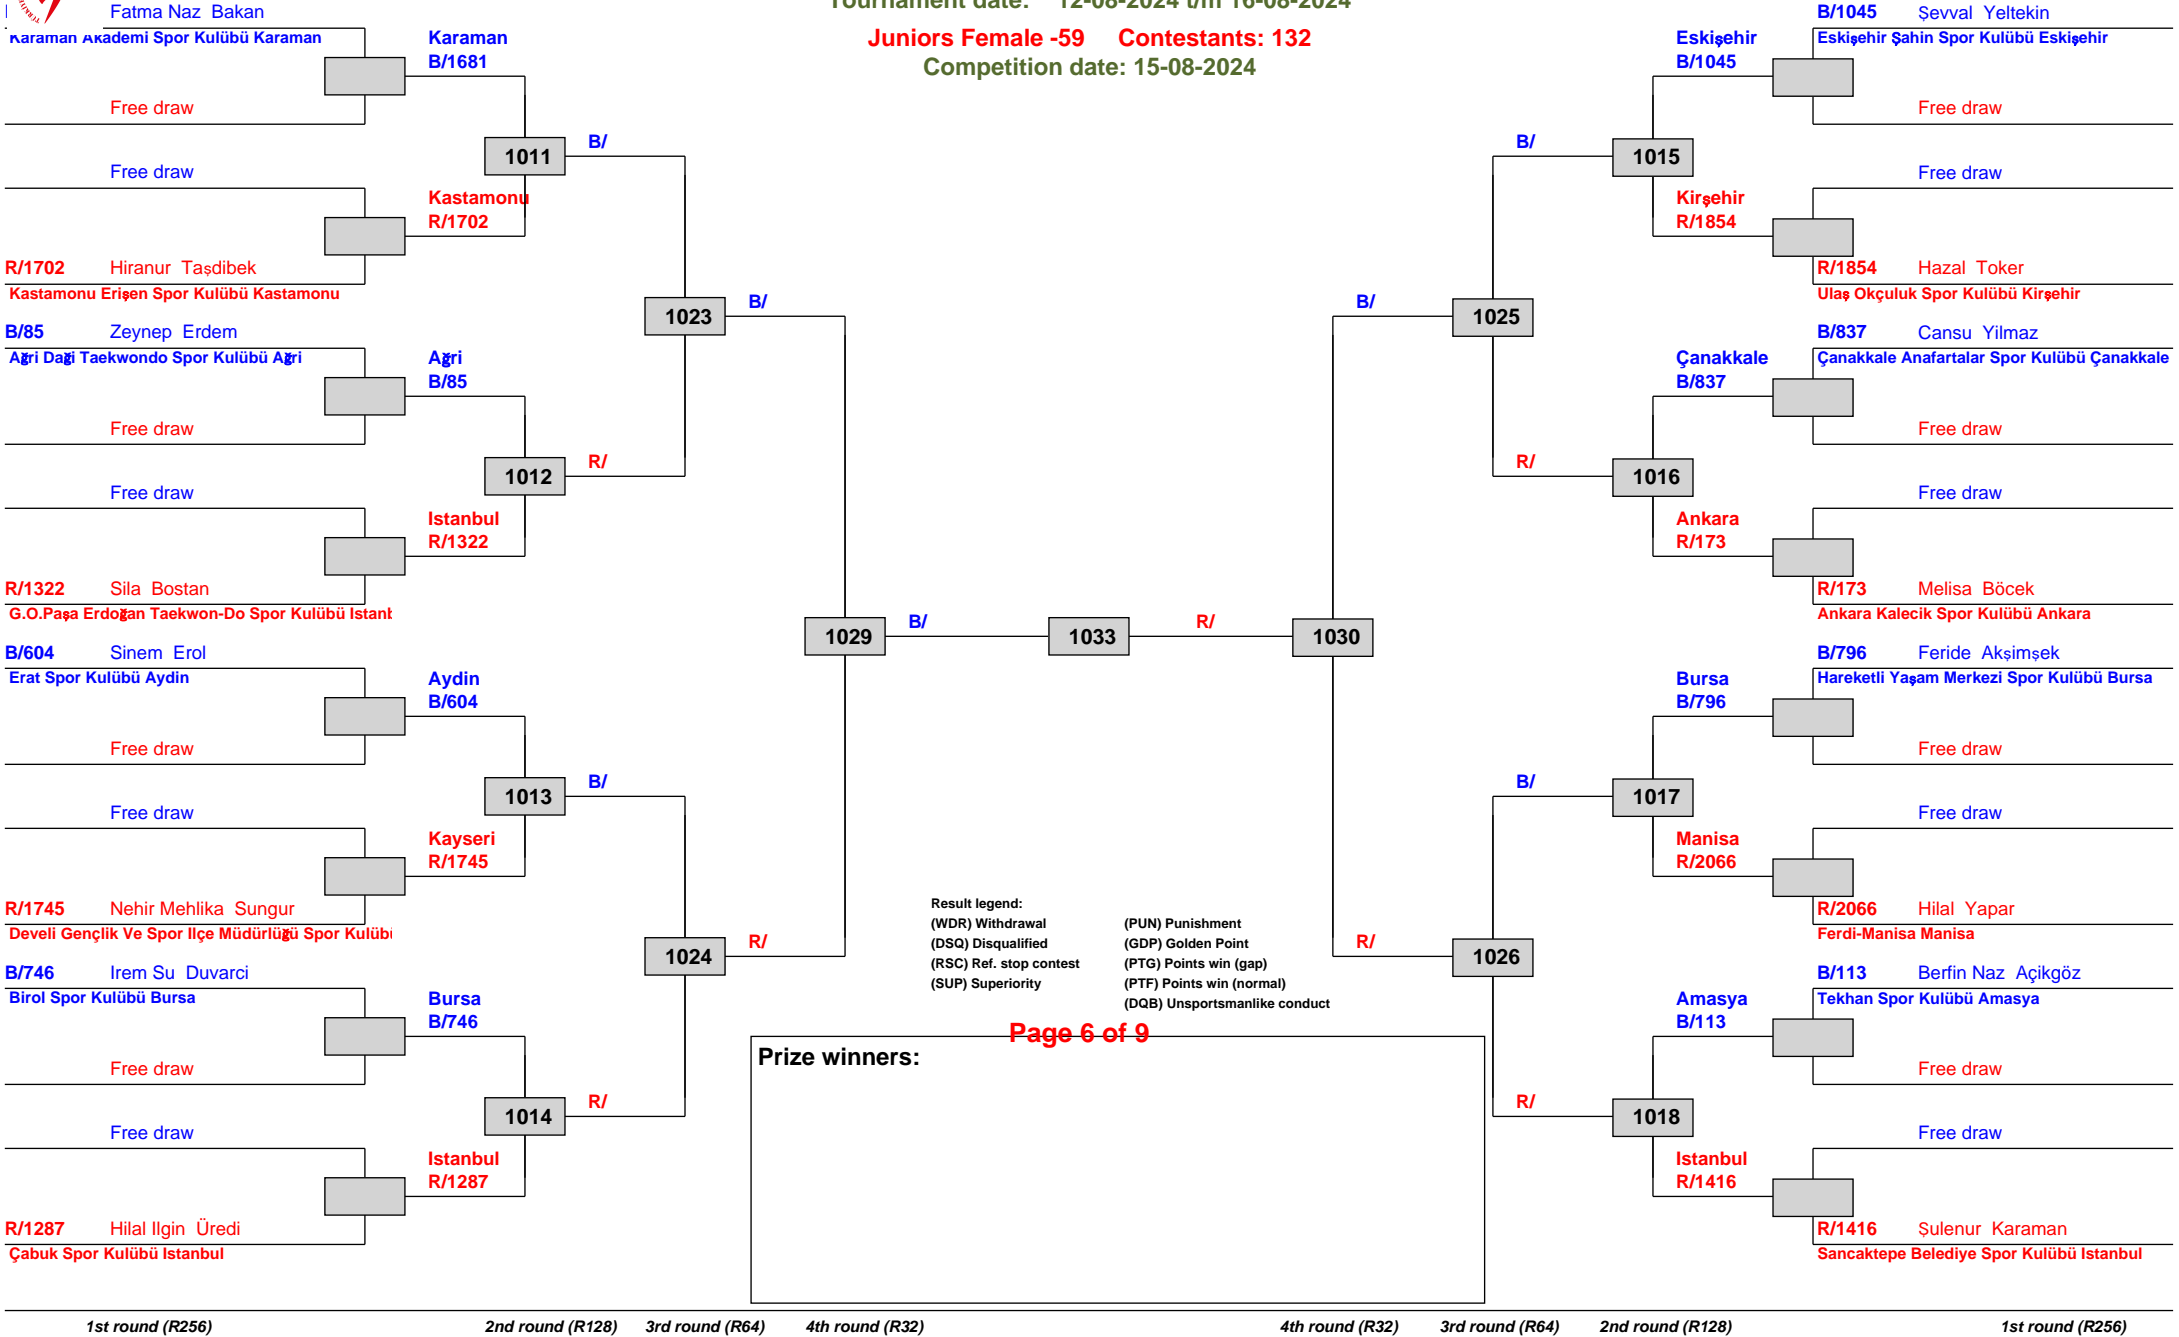 Tournament date: 12-08-2024 t/m 16-08-2024
Juniors Female -59 Contestants: 132
Competition date: 15-08-2024
Fatma Naz Bakan
Karaman Akademi Spor Kulübü Karaman
Karaman
B/1681
Free draw
1011
B/
Free draw
Kastamonu
R/1702
R/1702 Hiranur Taşdibek
Kastamonu Erişen Spor Kulübü Kastamonu
1023
B/
B/85 Zeynep Erdem
Ağri Daği Taekwondo Spor Kulübü Ağri
Ağri
B/85
Free draw
1012
R/
Free draw
Istanbul
R/1322
R/1322 Sila Bostan
G.O.Paşa Erdoğan Taekwon-Do Spor Kulübü Istanb
1029
B/
1033
R/
1030
B/604 Sinem Erol
Erat Spor Kulübü Aydin
Aydin
B/604
Free draw
1013
B/
Free draw
Kayseri
R/1745
R/1745 Nehir Mehlika Sungur
Develi Gençlik Ve Spor Ilçe Müdürlüğü Spor Kulübü
1024
R/
B/746 Irem Su Duvarci
Birol Spor Kulübü Bursa
Bursa
B/746
Free draw
1014
R/
Free draw
Istanbul
R/1287
R/1287 Hilal Ilgin Üredi
Çabuk Spor Kulübü Istanbul
B/1045 Şevval Yeltekin
Eskişehir Şahin Spor Kulübü Eskişehir
Eskişehir
B/1045
Free draw
B/
1015
Free draw
Kirşehir
R/1854
R/1854 Hazal Toker
Ulaş Okçuluk Spor Kulübü Kirşehir
B/
1025
B/837 Cansu Yilmaz
Çanakkale Anafartalar Spor Kulübü Çanakkale
Çanakkale
B/837
Free draw
R/
1016
Free draw
Ankara
R/173
R/173 Melisa Böcek
Ankara Kalecik Spor Kulübü Ankara
B/796 Feride Akşimşek
Hareketli Yaşam Merkezi Spor Kulübü Bursa
Bursa
B/796
Free draw
B/
1017
Free draw
Manisa
R/2066
R/2066 Hilal Yapar
Ferdi-Manisa Manisa
R/
1026
B/113 Berfin Naz Açikgöz
Tekhan Spor Kulübü Amasya
Amasya
B/113
Free draw
R/
1018
Free draw
Istanbul
R/1416
R/1416 Şulenur Karaman
Sancaktepe Belediye Spor Kulübü Istanbul
Result legend:
(WDR) Withdrawal (PUN) Punishment
(DSQ) Disqualified (GDP) Golden Point
(RSC) Ref. stop contest (PTG) Points win (gap)
(SUP) Superiority (PTF) Points win (normal)
(DQB) Unsportsmanlike conduct
Page 6 of 9
Prize winners:
1st round (R256) 2nd round (R128) 3rd round (R64) 4th round (R32) 4th round (R32) 3rd round (R64) 2nd round (R128) 1st round (R256)